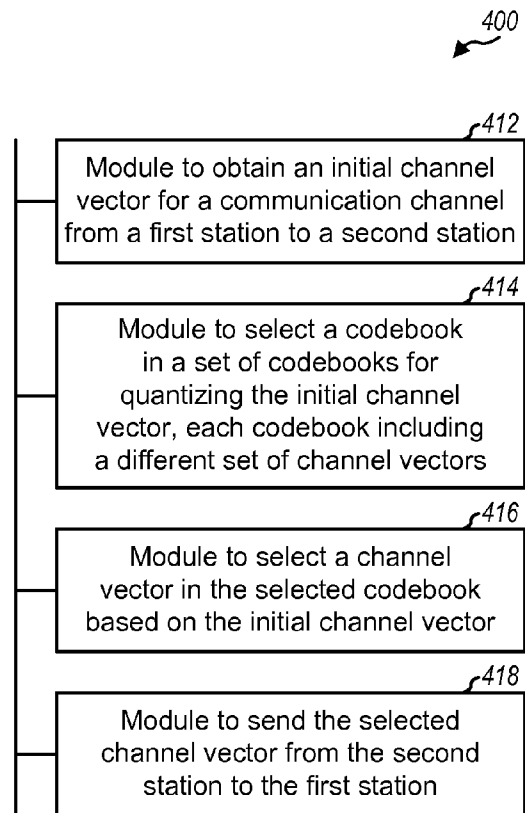 400
412
Module to obtain an initial channel
vector for a communication channel
from a first station to a second station
414
Module to select a codebook
in a set of codebooks for
quantizing the initial channel
vector, each codebook including
a different set of channel vectors
416
Module to select a channel
vector in the selected codebook
based on the initial channel vector
418
Module to send the selected
channel vector from the second
station to the first station